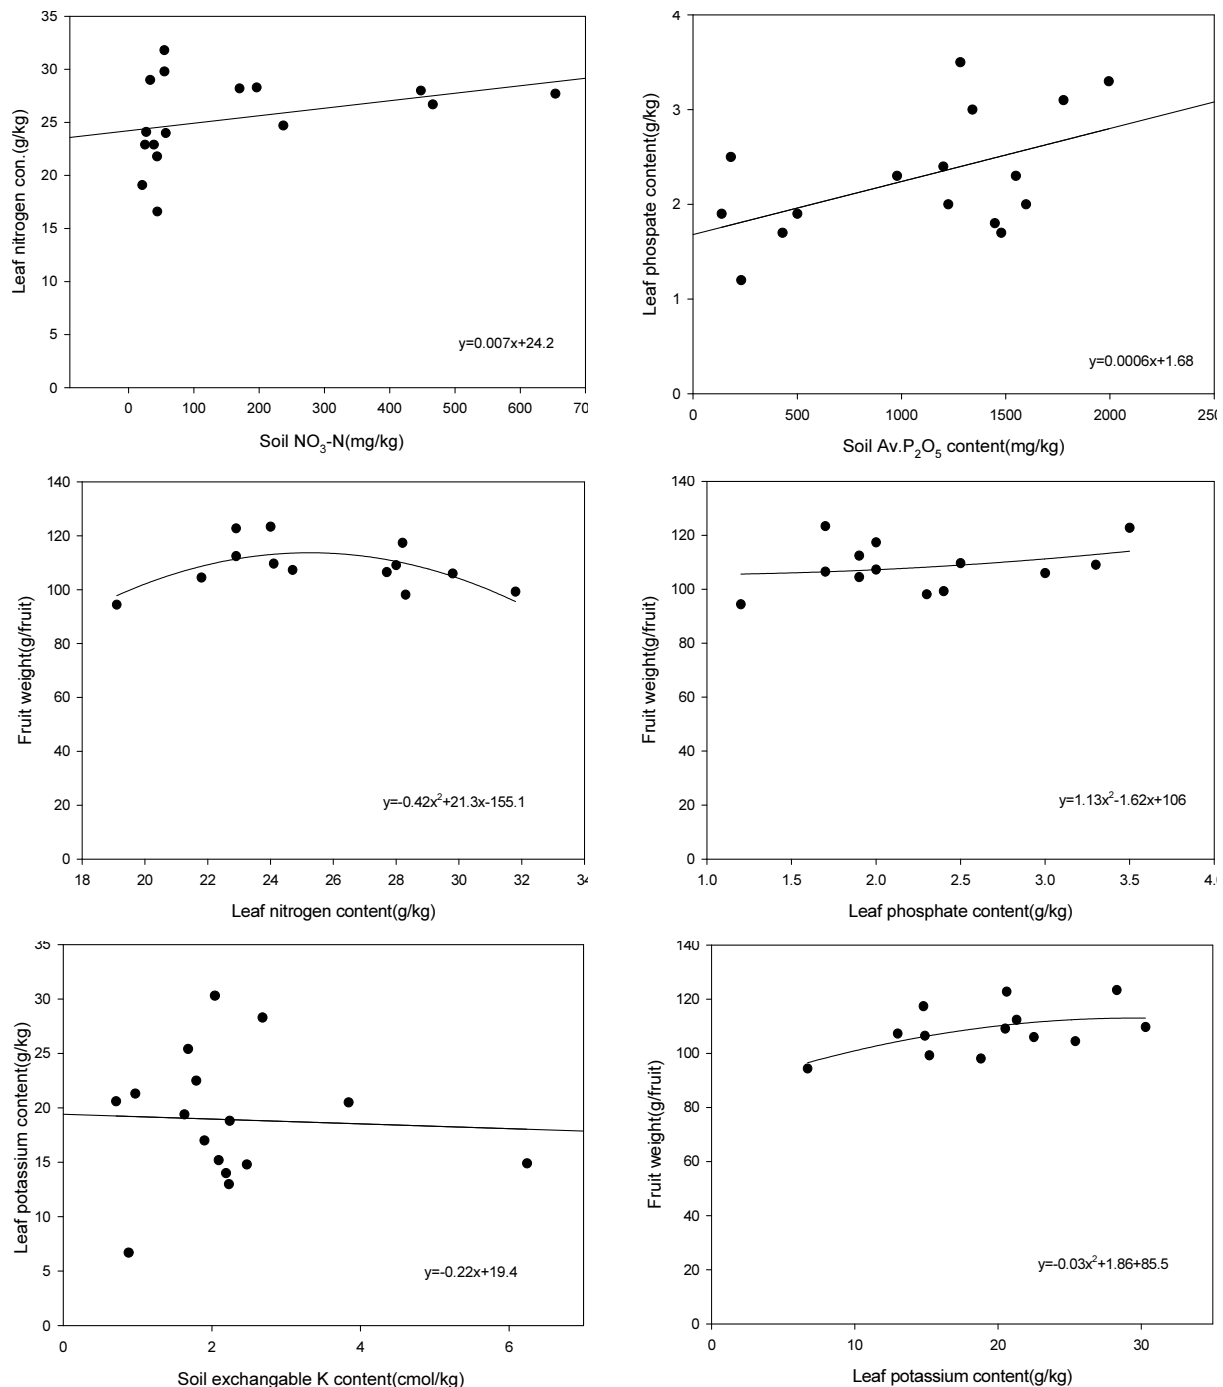 35
30
25
20
15
10
5
0
Leaf nitrogen con.(g/kg)
y=0.007x+24.2
0 100 200 300 400 500 600 70
Soil NO₃-N(mg/kg)
4
3
2
1
0
Leaf phospate content(g/kg)
y=0.0006x+1.68
0 500 1000 1500 2000 250
Soil Av.P₂O₅ content(mg/kg)
140
120
100
80
60
40
20
0
Fruit weight(g/fruit)
y=-0.42x²+21.3x-155.1
18 20 22 24 26 28 30 32 34
Leaf nitrogen content(g/kg)
140
120
100
80
60
40
20
0
Fruit weight(g/fruit)
y=1.13x²-1.62x+106
1.0 1.5 2.0 2.5 3.0 3.5 4.0
Leaf phosphate content(g/kg)
35
30
25
20
15
10
5
0
Leaf potassium content(g/kg)
y=-0.22x+19.4
0 2 4 6
Soil exchangable K content(cmol/kg)
140
120
100
80
60
40
20
0
Fruit weight(g/fruit)
y=-0.03x²+1.86+85.5
0 10 20 30
Leaf potassium content(g/kg)